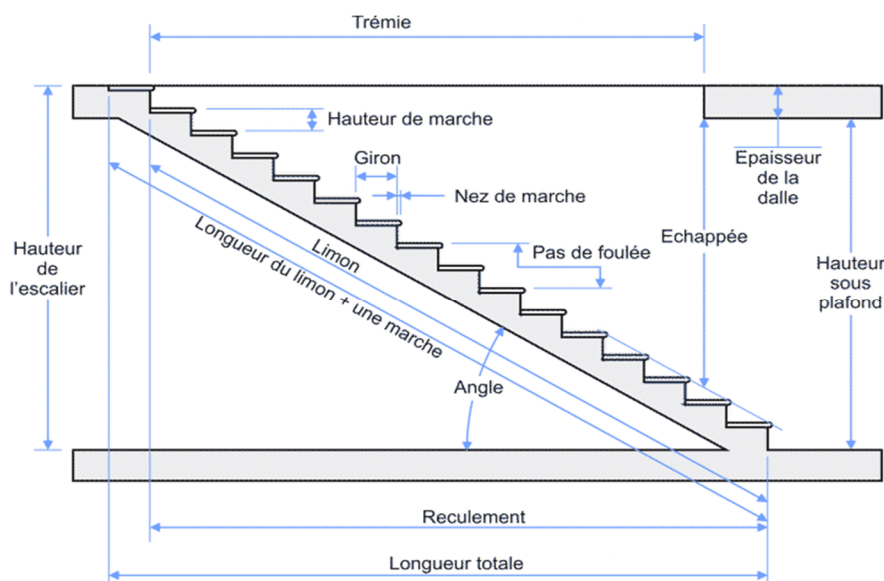 Trémie
Hauteur de marche
Giron
Nez de marche
Epaisseur
de la
dalle
Pas de foulée
Echappée
Hauteur
de
l'escalier
Hauteur
sous
plafond
Limon
Longueur du limon + une marche
Angle
Reculement
Longueur totale